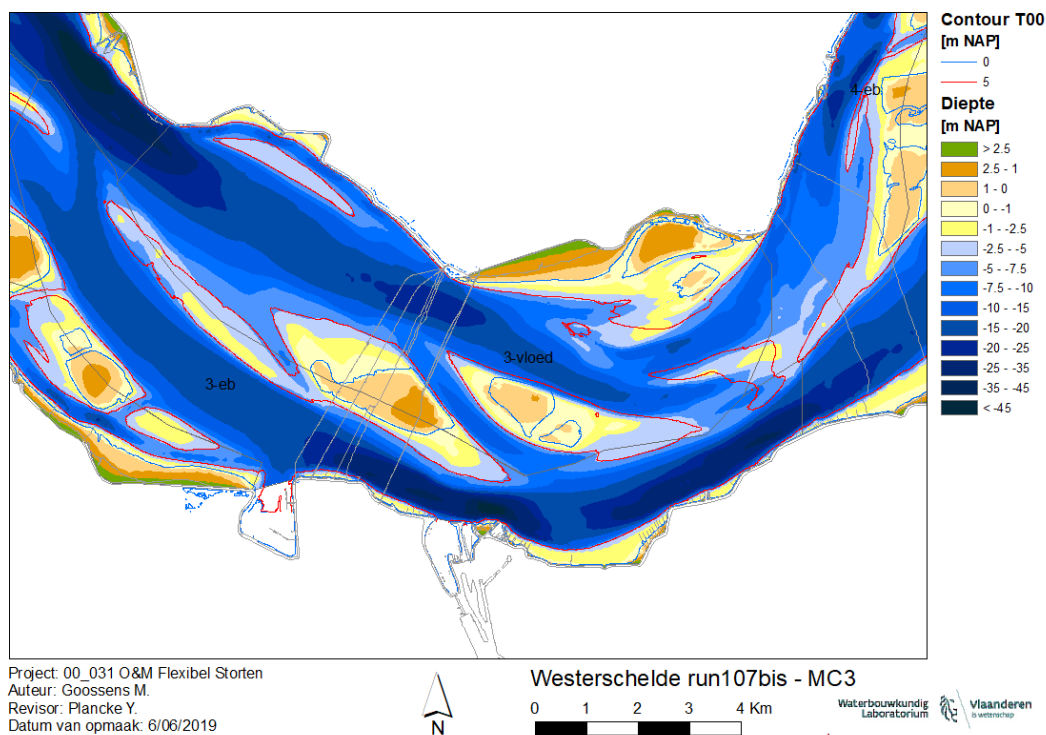 4-eb
3-vloed
3-eb
Contour T00
[m NAP]
0
5
Diepte
[m NAP]
> 2.5
2.5 - 1
1 - 0
0 - -1
-1 - -2.5
-2.5 - -5
-5 - -7.5
-7.5 - -10
-10 - -15
-15 - -20
-20 - -25
-25 - -35
-35 - -45
< -45
Project: 00_031 O&M Flexibel Storten
Auteur: Goossens M.
Revisor: Plancke Y.
Datum van opmaak: 6/06/2019
N
Westerschelde run107bis - MC3
0 1 2 3 4 Km
Waterbouwkundig
Laboratorium
Vlaanderen
is wetenschap